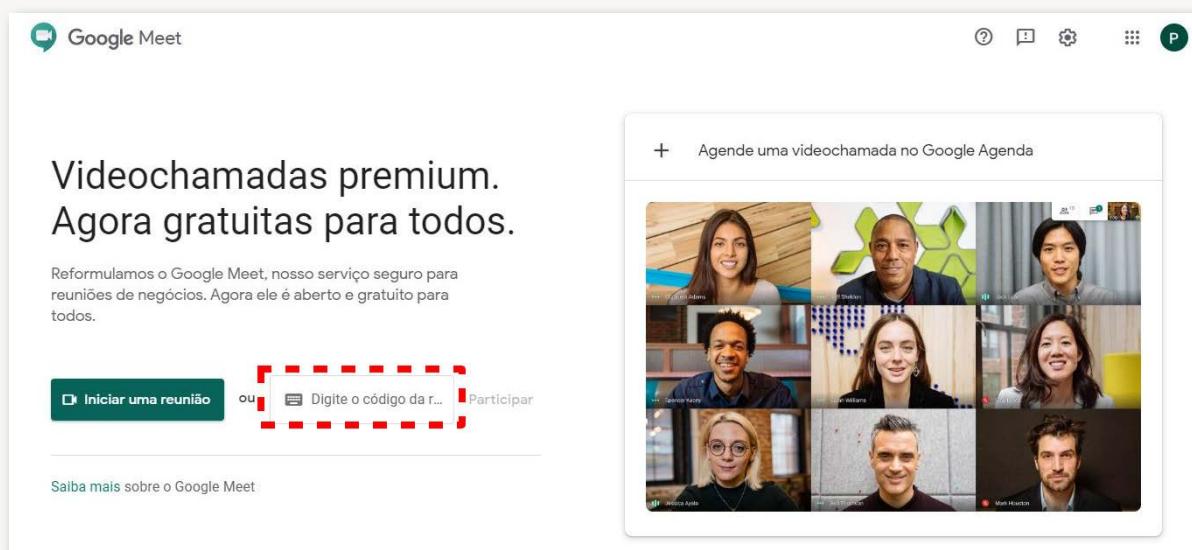 Google Meet
P
Videochamadas premium.
Agora gratuitas para todos.
Reformulamos o Google Meet, nosso serviço seguro para
reuniões de negócios. Agora ele é aberto e gratuito para
todos.
Iniciar uma reunião
ou
Digite o código da r...
Participar
Saiba mais sobre o Google Meet
+ Agende uma videochamada no Google Agenda
Mark Houston